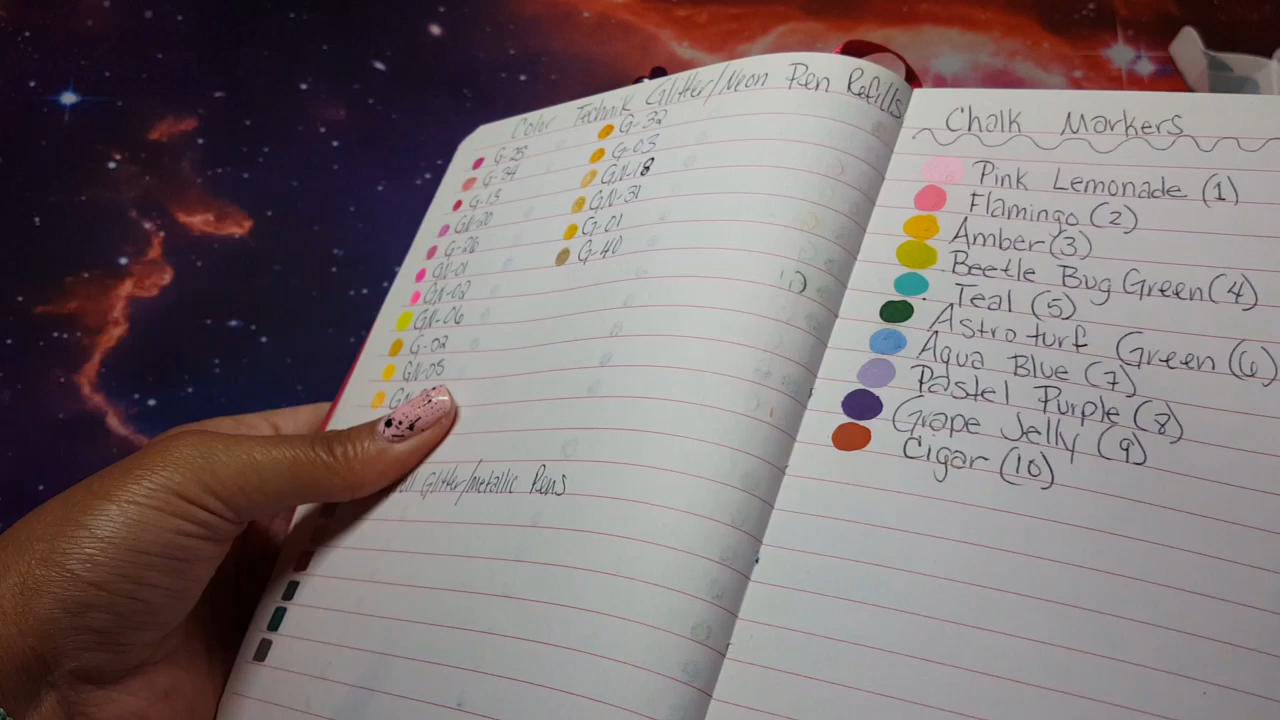 Color Technik Glitter/Neon Pen Refills
G-25
G-34
G-13
GN-20
G-26
GN-01
GN-02
GN-06
G-02
GN-05
GN
G-32
G-03
GN-18
GN-31
G-01
G-40
Glitter/metallic Pens
Chalk Markers
Pink Lemonade (1)
Flamingo (2)
Amber (3)
Beetle Bug Green (4)
Teal (5)
Astro turf Green (6)
Aqua Blue (7)
Pastel Purple (8)
Grape Jelly (9)
Cigar (10)